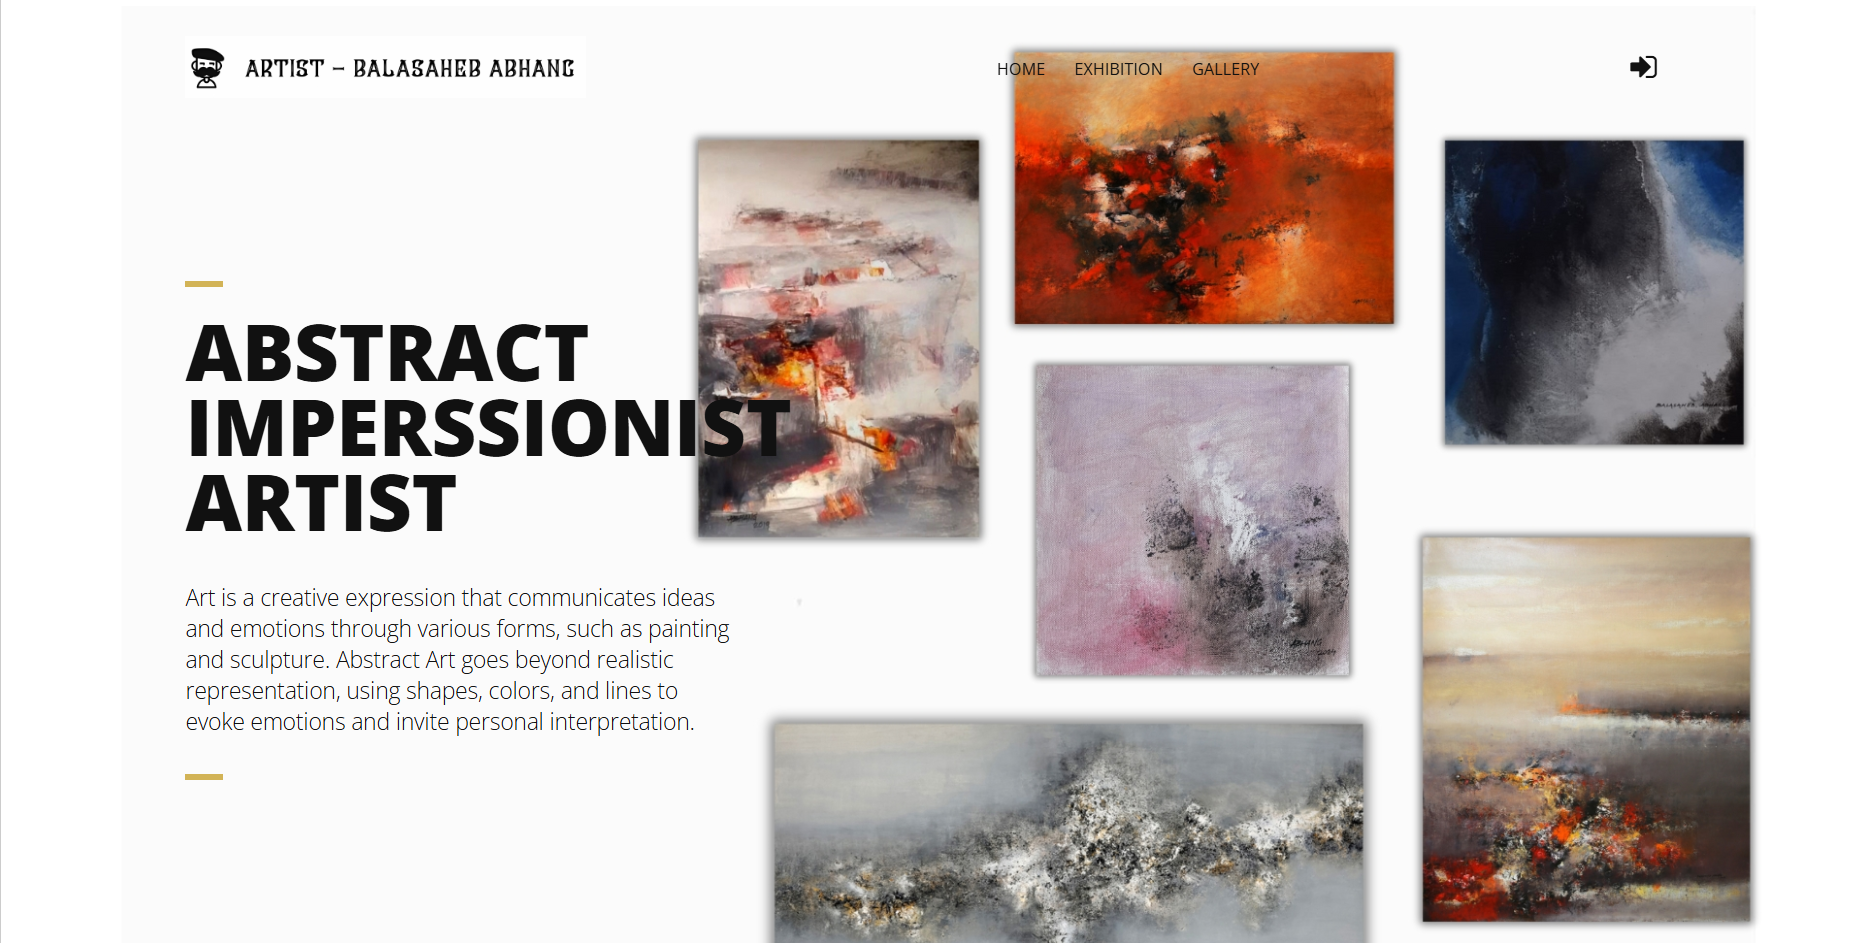 ARTIST – BALASAHEB ABHANG
HOME EXHIBITION GALLERY
ABSTRACT
IMPERSSIONIST
ARTIST
Art is a creative expression that communicates ideas
and emotions through various forms, such as painting
and sculpture. Abstract Art goes beyond realistic
representation, using shapes, colors, and lines to
evoke emotions and invite personal interpretation.